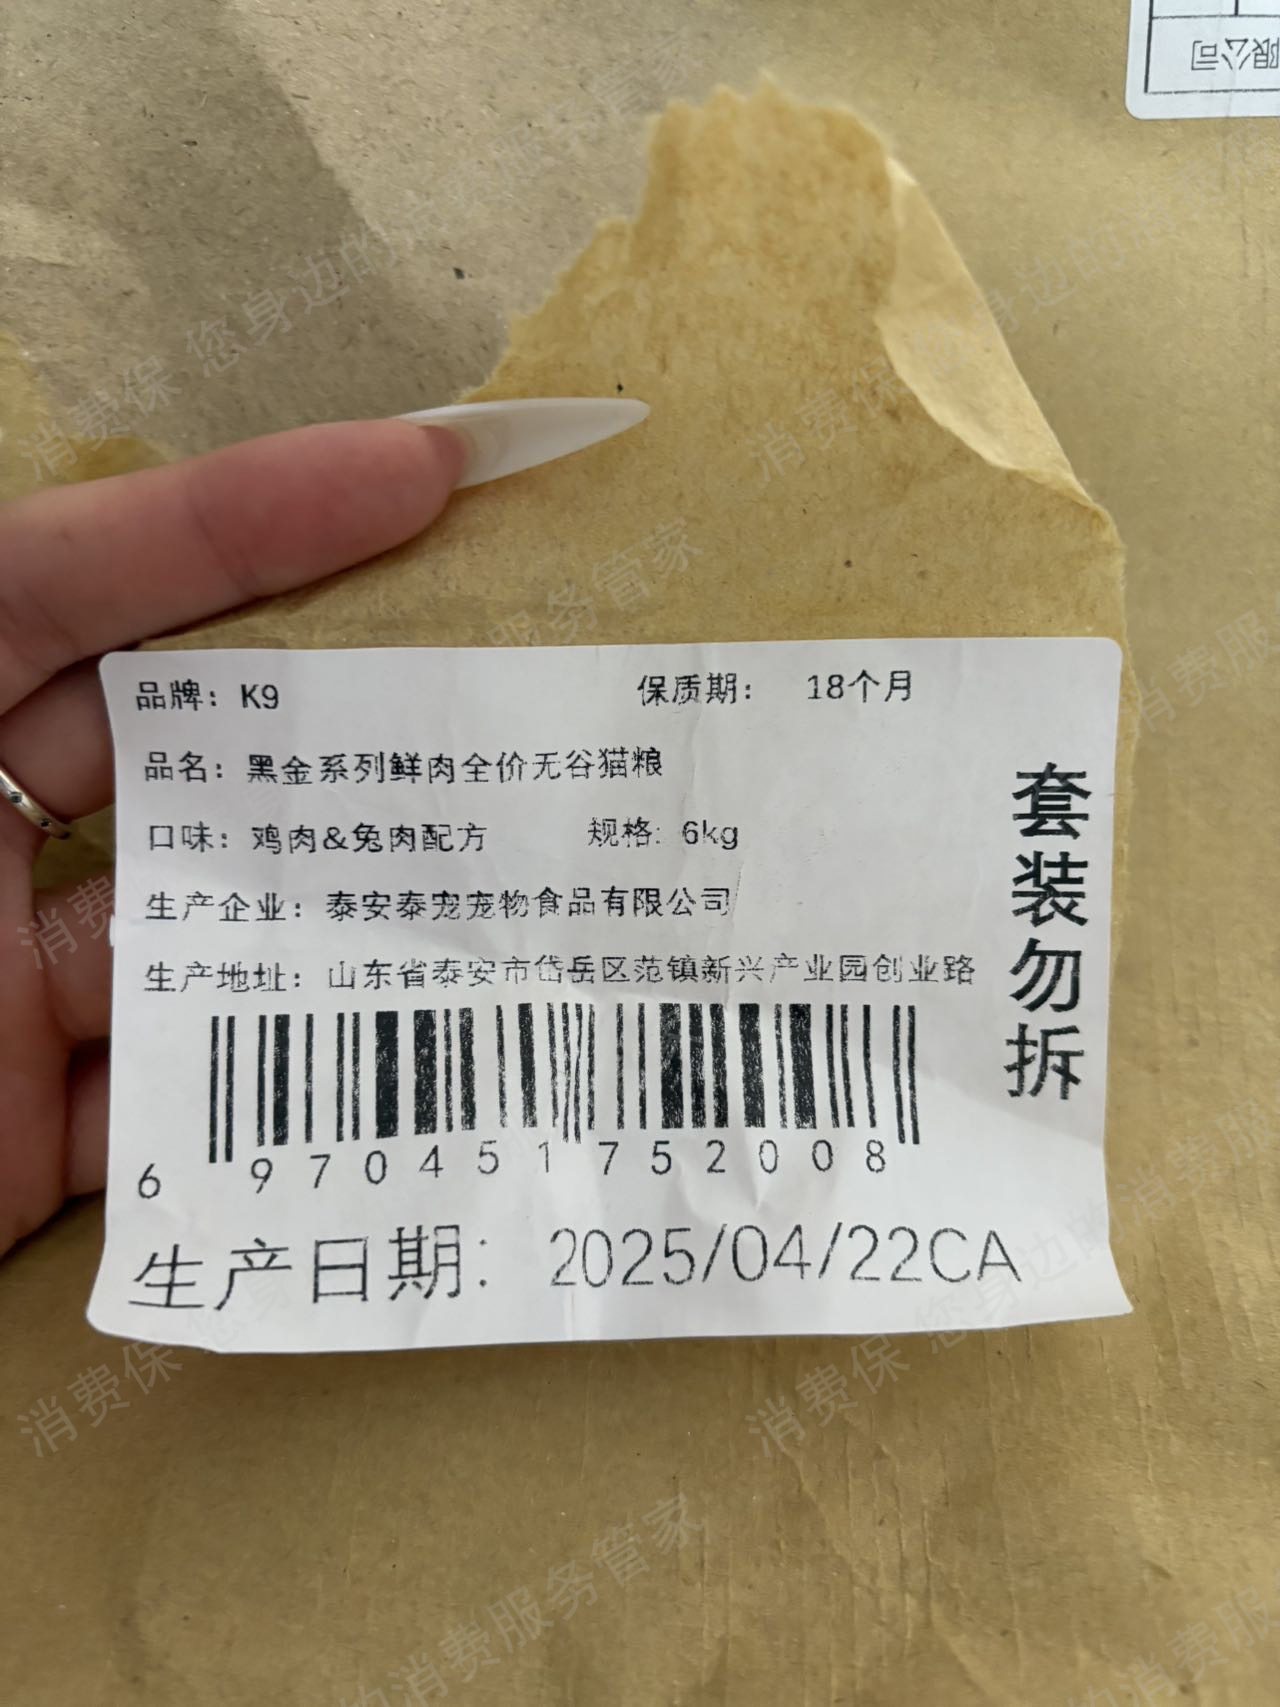 限公司
品牌：K9 保质期： 18个月
品名：黑金系列鲜肉全价无谷猫粮
口味：鸡肉&兔肉配方 规格: 6kg
生产企业：泰安泰宠宠物食品有限公司
生产地址：山东省泰安市岱岳区范镇新兴产业园创业路
套装勿拆
6 970451 752008
生产日期: 2025/04/22CA
消费保 您身边的消费服务管家